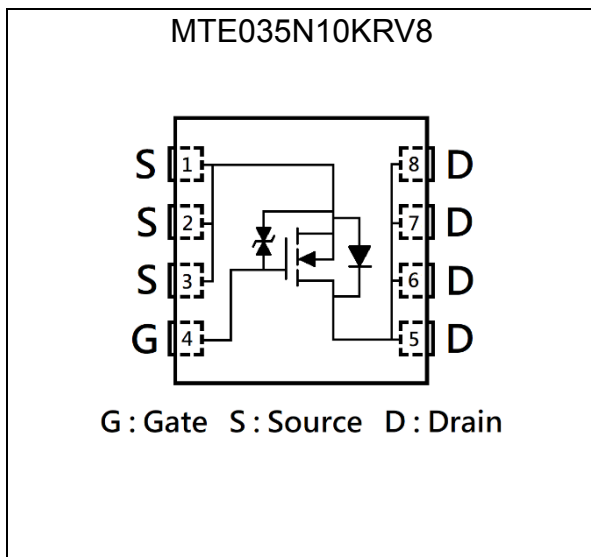 MTE035N10KRV8
S 1 8 D
S 2 7 D
S 3 6 D
G 4 5 D
G : Gate S : Source D : Drain